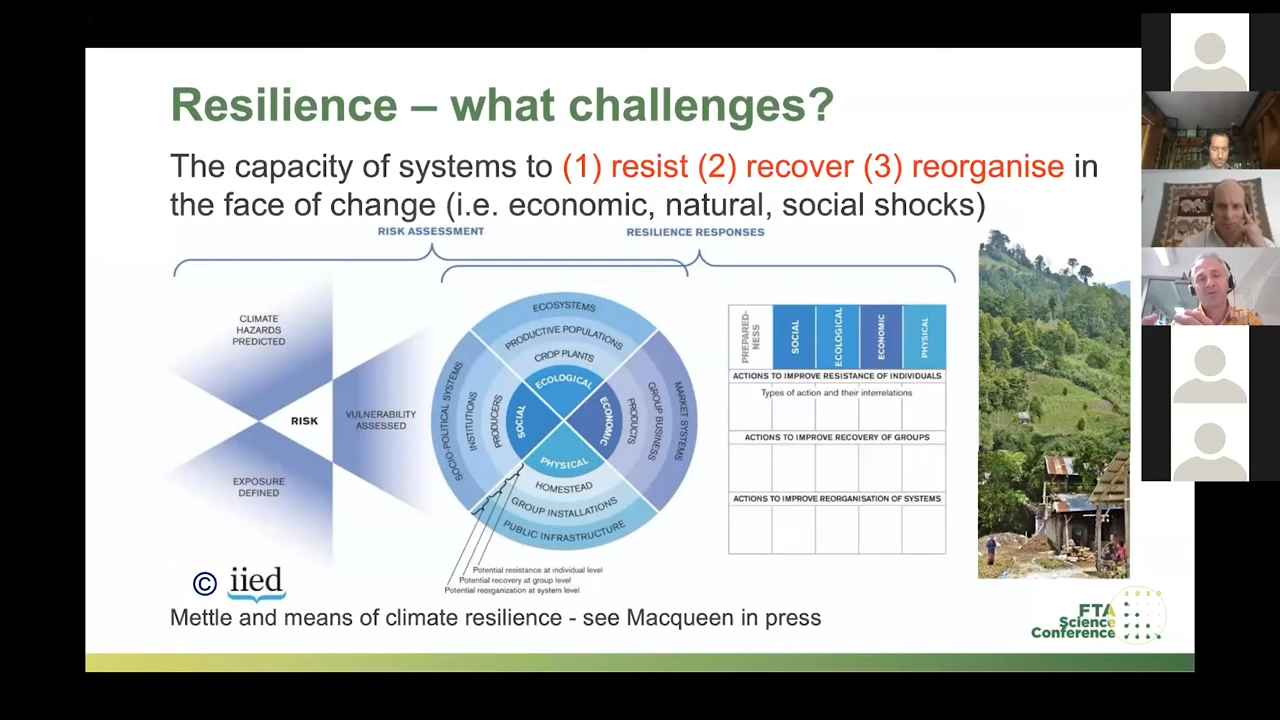 Resilience – what challenges?
The capacity of systems to (1) resist (2) recover (3) reorganise in
the face of change (i.e. economic, natural, social shocks)
RISK ASSESSMENT
RESILIENCE RESPONSES
CLIMATE
HAZARDS
PREDICTED
RISK
VULNERABILITY
ASSESSED
EXPOSURE
DEFINED
ECOSYSTEMS
PRODUCTIVE POPULATIONS
CROP PLANTS
ECOLOGICAL
SOCIO-POLITICAL SYSTEMS
INSTITUTIONS
PRODUCERS
SOCIAL
ECONOMIC
PRODUCTS
GROUP BUSINESS
MARKET SYSTEMS
PHYSICAL
HOMESTEAD
GROUP INSTALLATIONS
PUBLIC INFRASTRUCTURE
Potential resistance at individual level
Potential recovery at group level
Potential reorganization at system level
PREPARED-
NESS
SOCIAL
ECOLOGICAL
ECONOMIC
PHYSICAL
ACTIONS TO IMPROVE RESISTANCE OF INDIVIDUALS
Types of action and their interrelations
ACTIONS TO IMPROVE RECOVERY OF GROUPS
ACTIONS TO IMPROVE REORGANISATION OF SYSTEMS
© iied
Mettle and means of climate resilience - see Macqueen in press
2020
FTA
Science
Conference